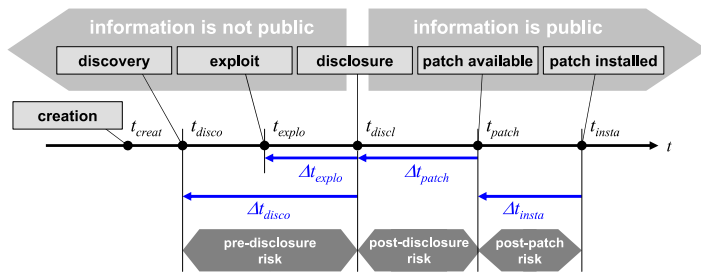 information is not public
information is public
discovery
exploit
disclosure
patch available
patch installed
creation
t_creat
t_disco
t_explo
t_discl
t_patch
t_insta
t
Δt_explo
Δt_patch
Δt_disco
Δt_insta
pre-disclosure
risk
post-disclosure
risk
post-patch
risk